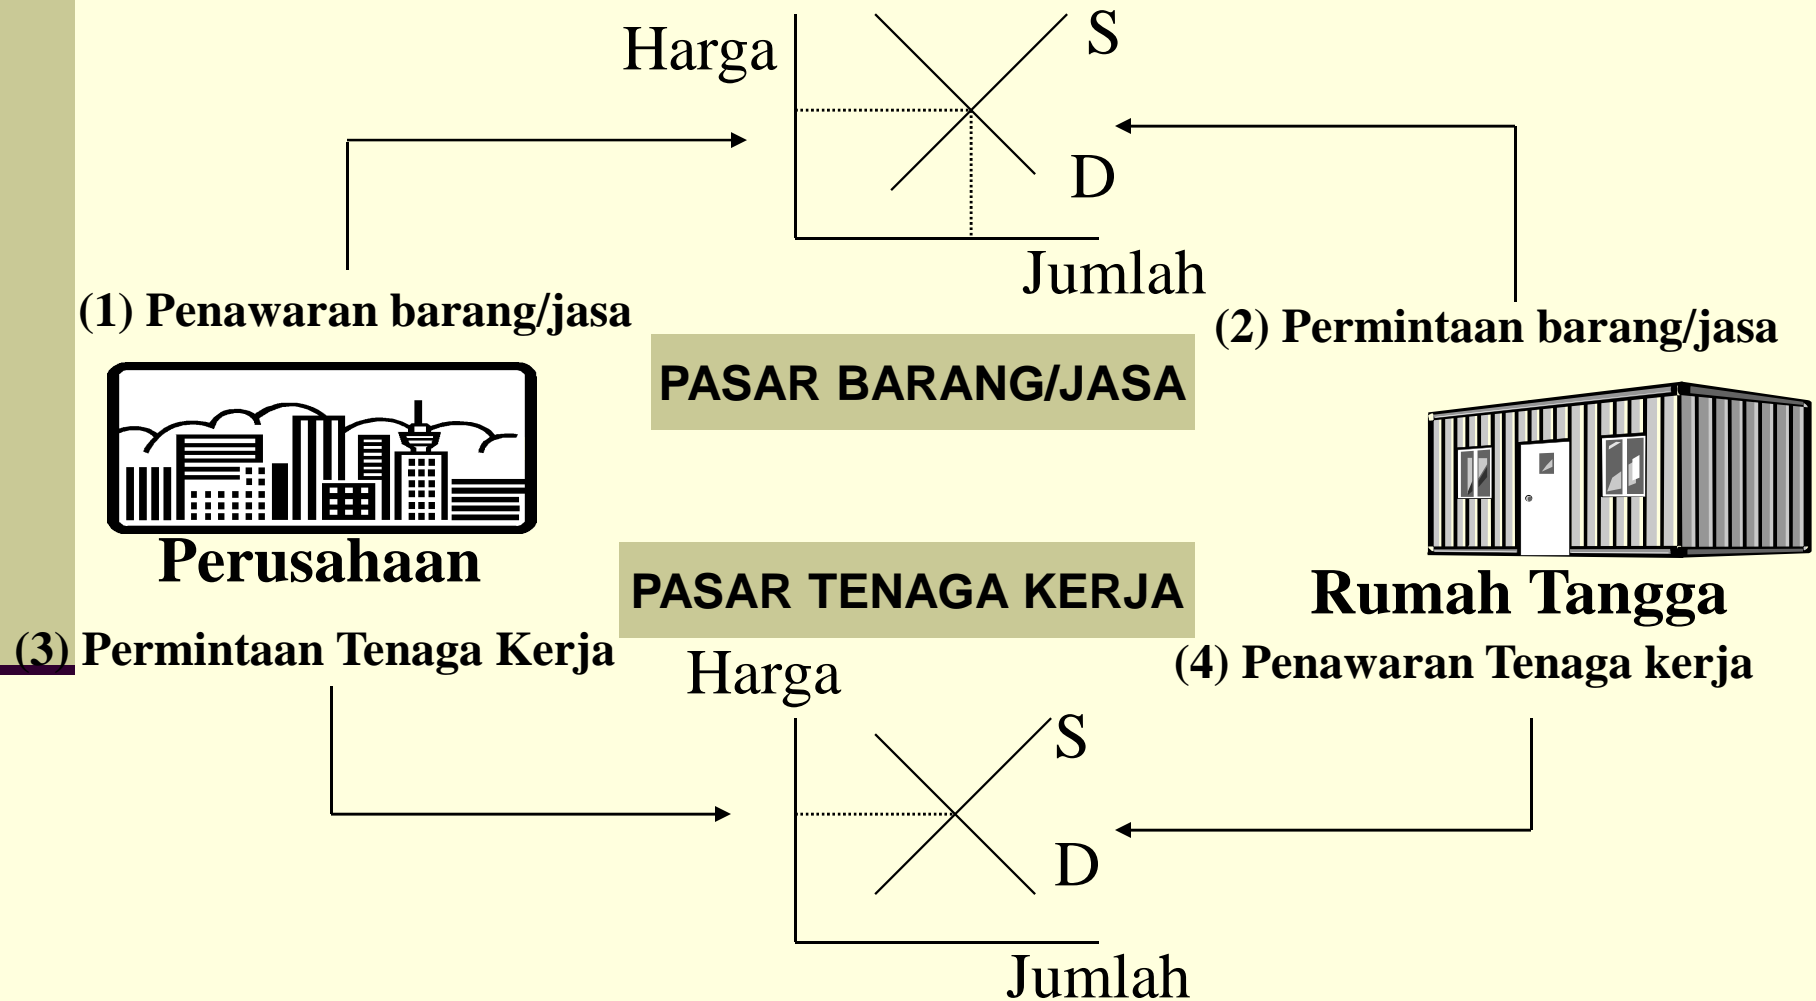 Harga
S
D
Jumlah
(1) Penawaran barang/jasa
(2) Permintaan barang/jasa
PASAR BARANG/JASA
Perusahaan
PASAR TENAGA KERJA
Rumah Tangga
(3) Permintaan Tenaga Kerja
(4) Penawaran Tenaga kerja
Harga
S
D
Jumlah